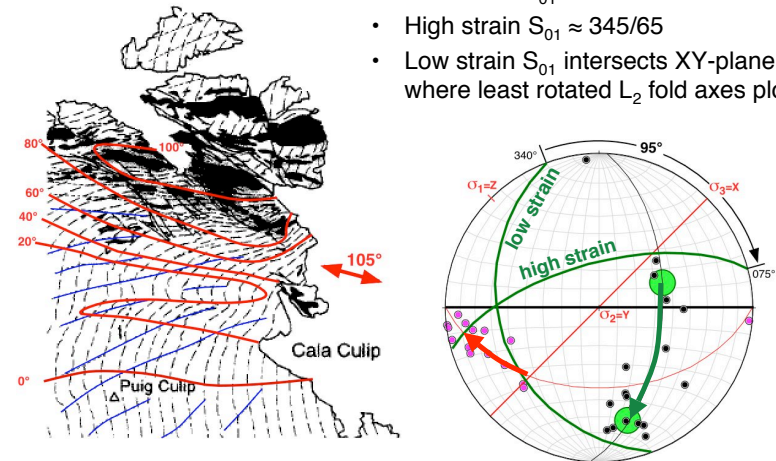 01
• High strain S01 ≈ 345/65
• Low strain S01 intersects XY-plane
where least rotated L2 fold axes plo
80°
100°
60°
40°
20°
105°
0°
Cala Culip
Puig Culip
95°
340°
σ1=Z
σ3=X
low strain
high strain
075°
σ2=Y